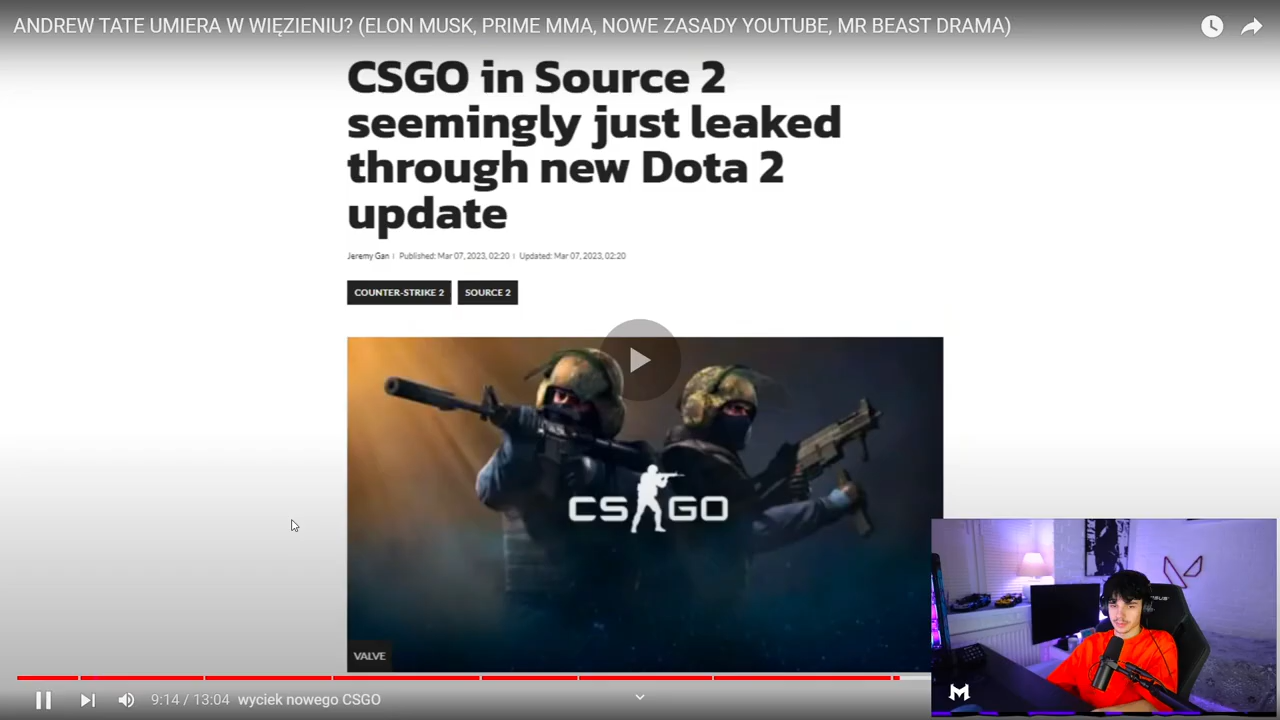 ANDREW TATE UMIERA W WIĘZIENIU? (ELON MUSK, PRIME MMA, NOWE ZASADY YOUTUBE, MR BEAST DRAMA)
CSGO in Source 2
seemingly just leaked
through new Dota 2
update
Jeremy Gan | Published: Mar 07, 2023, 02:20 | Updated: Mar 07, 2023, 02:20
COUNTER-STRIKE 2 SOURCE 2
CS GO
VALVE
9:14 / 13:04 wyciek nowego CSGO